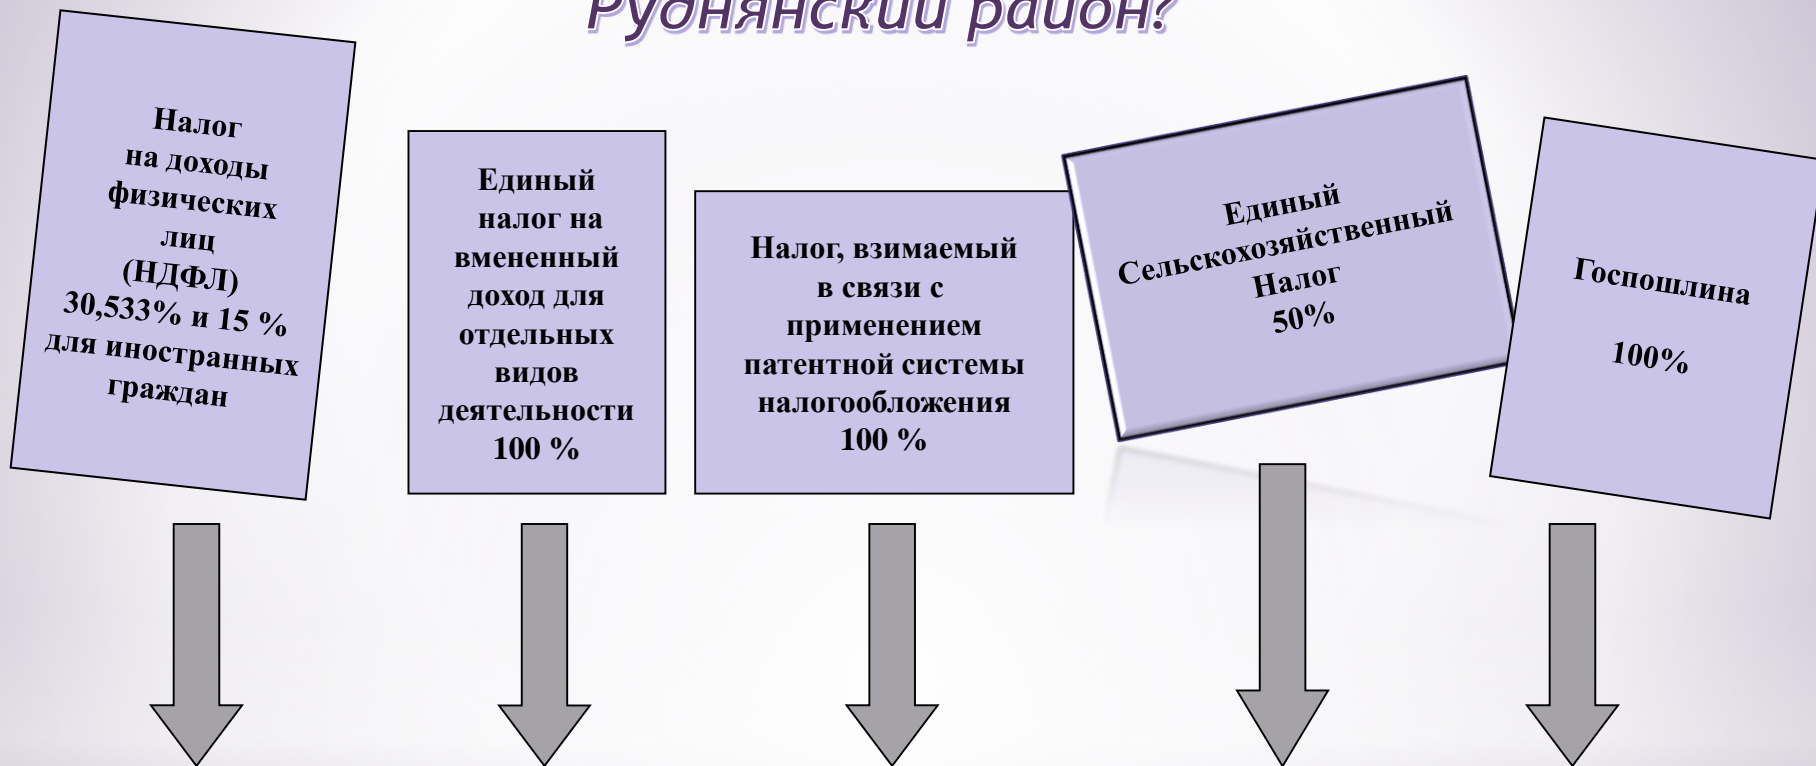 Руднянский район?
Налог
на доходы
физических
лиц
(НДФЛ)
30,533% и 15 %
для иностранных
граждан
Единый
налог на
вмененный
доход для
отдельных
видов
деятельности
100 %
Налог, взимаемый
в связи с
применением
патентной системы
налогообложения
100 %
Единый
Сельскохозяйственный
Налог
50%
Госпошлина
100%